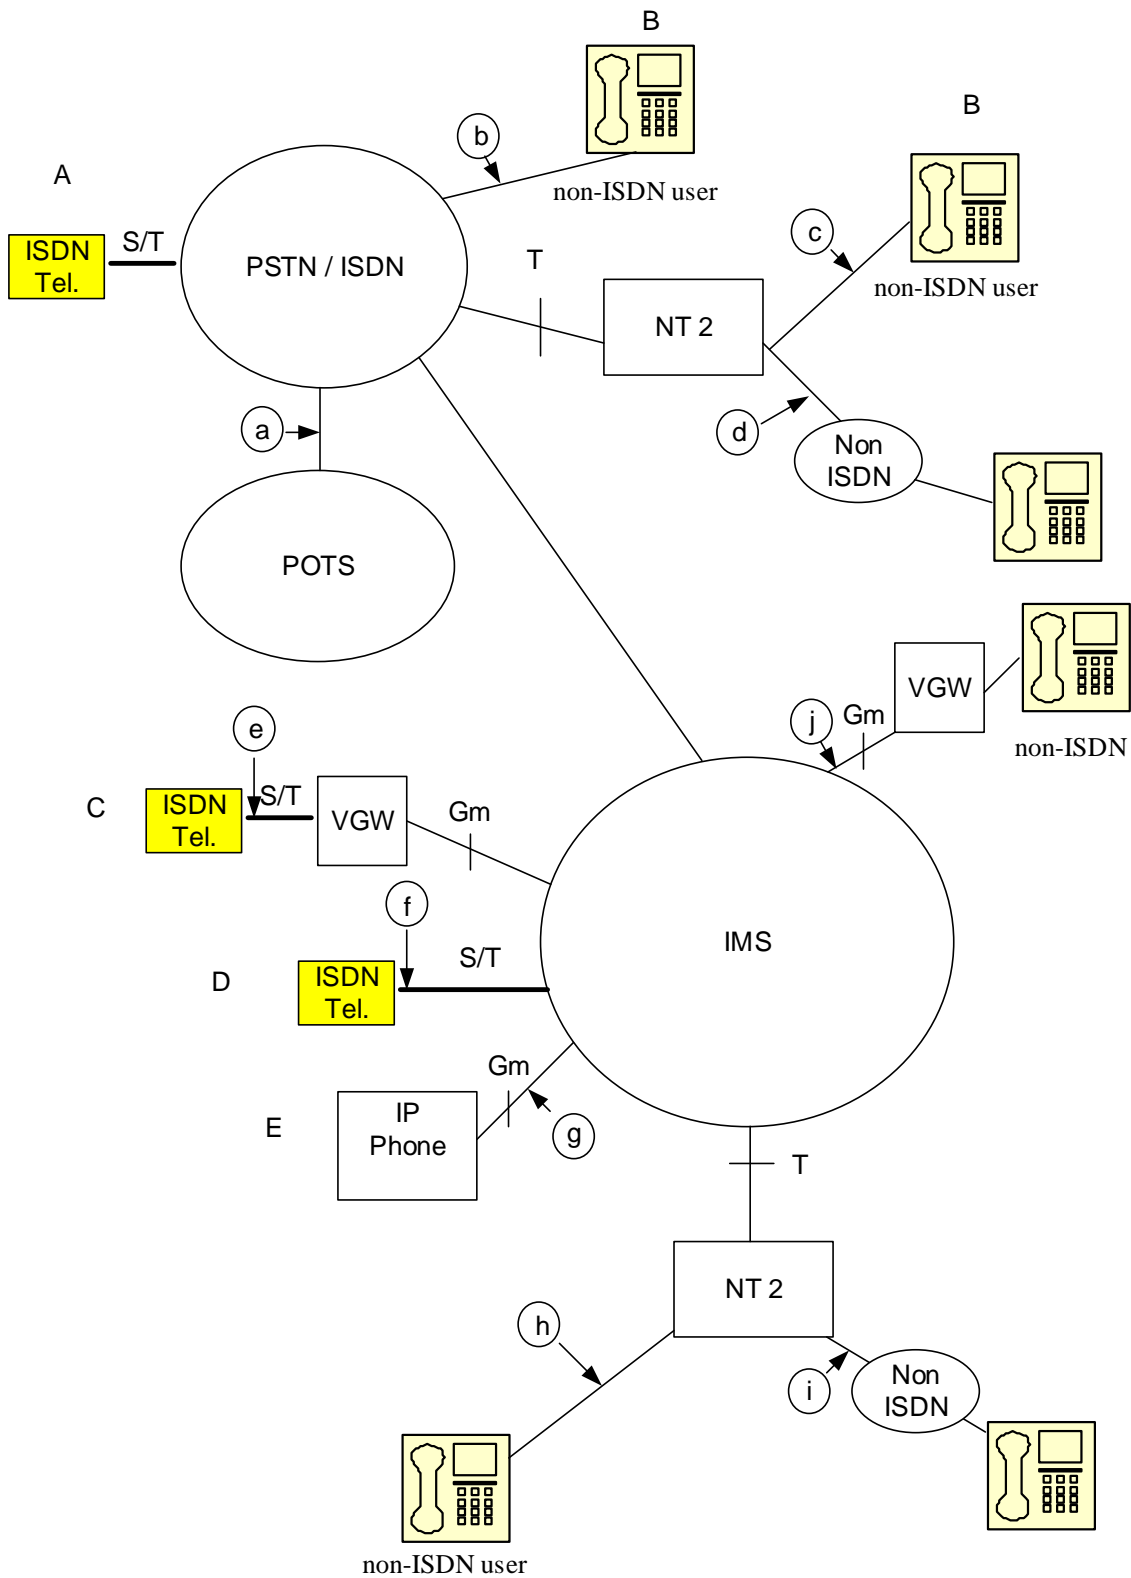 B
b
non-ISDN user
B
A
S/T
ISDN
Tel.
PSTN / ISDN
T
c
non-ISDN user
NT 2
a
d
Non
ISDN
POTS
VGW
j
Gm
non-ISDN
e
C
ISDN
Tel.
S/T
VGW
Gm
f
IMS
D
ISDN
Tel.
S/T
Gm
E
IP
Phone
g
T
NT 2
h
i
Non
ISDN
non-ISDN user